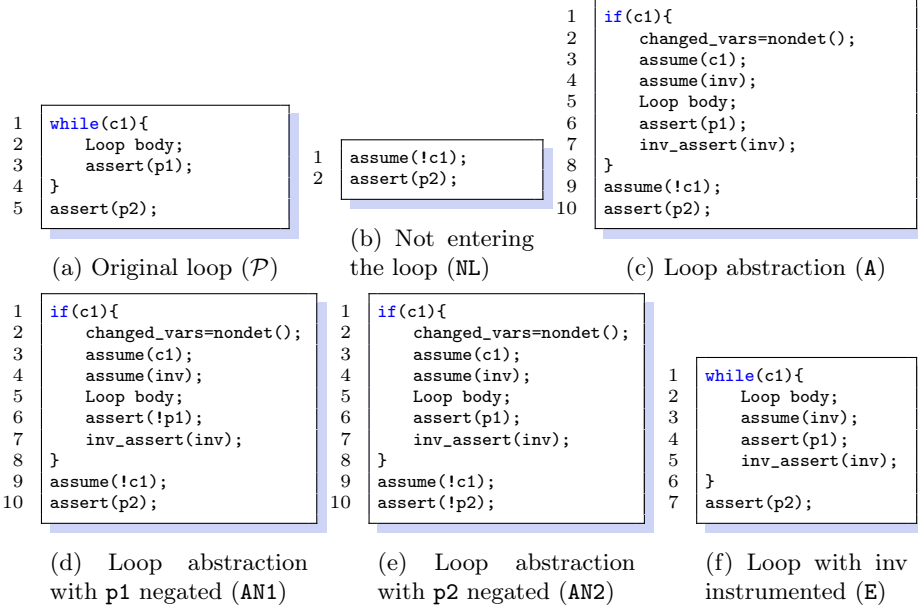 1 while(c1){
2 Loop body;
3 assert(p1);
4 }
5 assert(p2);
(a) Original loop (𝒫)
1 assume(!c1);
2 assert(p2);
(b) Not entering
the loop (NL)
1 if(c1){
2 changed_vars=nondet();
3 assume(c1);
4 assume(inv);
5 Loop body;
6 assert(p1);
7 inv_assert(inv);
8 }
9 assume(!c1);
10 assert(p2);
(c) Loop abstraction (A)
1 if(c1){
2 changed_vars=nondet();
3 assume(c1);
4 assume(inv);
5 Loop body;
6 assert(!p1);
7 inv_assert(inv);
8 }
9 assume(!c1);
10 assert(p2);
(d) Loop abstraction
with p1 negated (AN1)
1 if(c1){
2 changed_vars=nondet();
3 assume(c1);
4 assume(inv);
5 Loop body;
6 assert(p1);
7 inv_assert(inv);
8 }
9 assume(!c1);
10 assert(!p2);
(e) Loop abstraction
with p2 negated (AN2)
1 while(c1){
2 Loop body;
3 assume(inv);
4 assert(p1);
5 inv_assert(inv);
6 }
7 assert(p2);
(f) Loop with inv
instrumented (E)